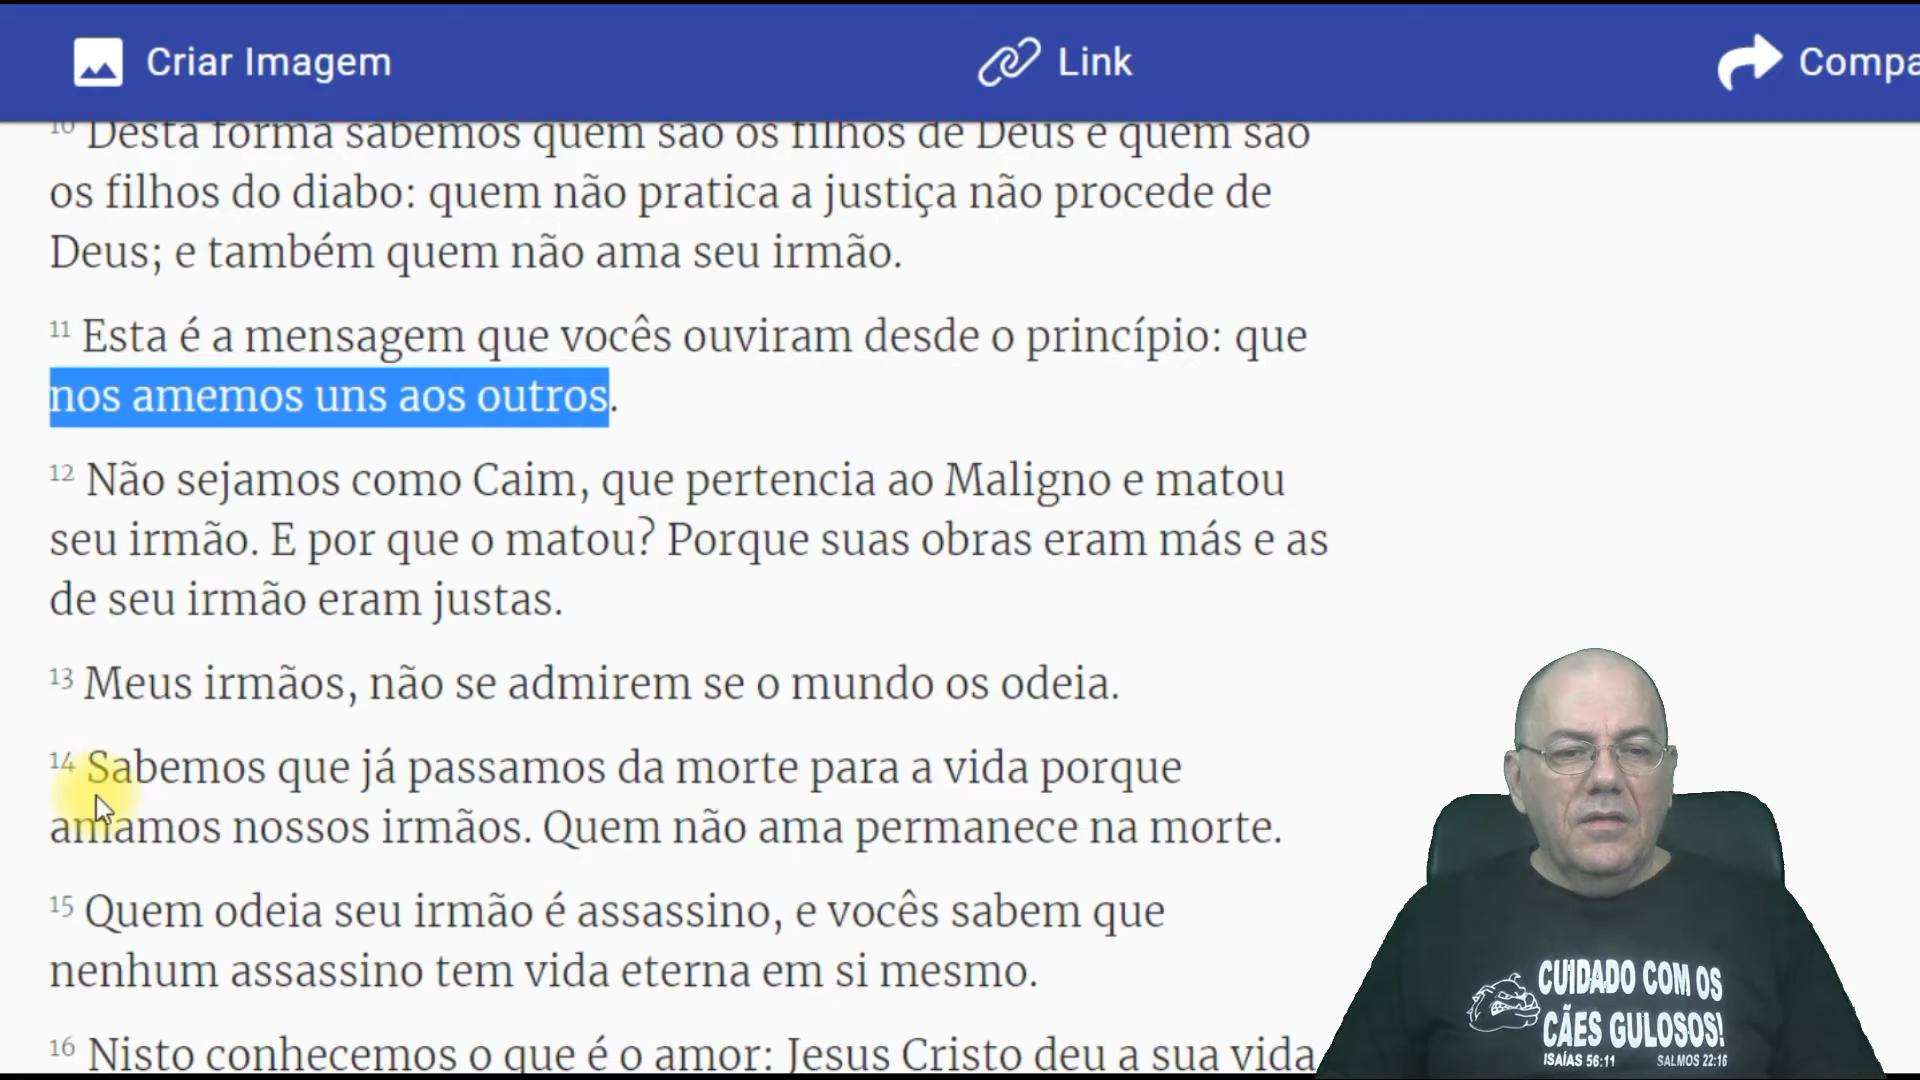 Criar Imagem
Link
Compa
10 Desta forma sabemos quem são os filhos de Deus e quem são
os filhos do diabo: quem não pratica a justiça não procede de
Deus; e também quem não ama seu irmão.
11 Esta é a mensagem que vocês ouviram desde o princípio: que
nos amemos uns aos outros.
12 Não sejamos como Caim, que pertencia ao Maligno e matou
seu irmão. E por que o matou? Porque suas obras eram más e as
de seu irmão eram justas.
13 Meus irmãos, não se admirem se o mundo os odeia.
14 Sabemos que já passamos da morte para a vida porque
amamos nossos irmãos. Quem não ama permanece na morte.
15 Quem odeia seu irmão é assassino, e vocês sabem que
nenhum assassino tem vida eterna em si mesmo.
16 Nisto conhecemos o que é o amor: Jesus Cristo deu a sua vida
CUIDADO COM OS
CÃES GULOSOS!
ISAÍAS 56:11 SALMOS 22:16